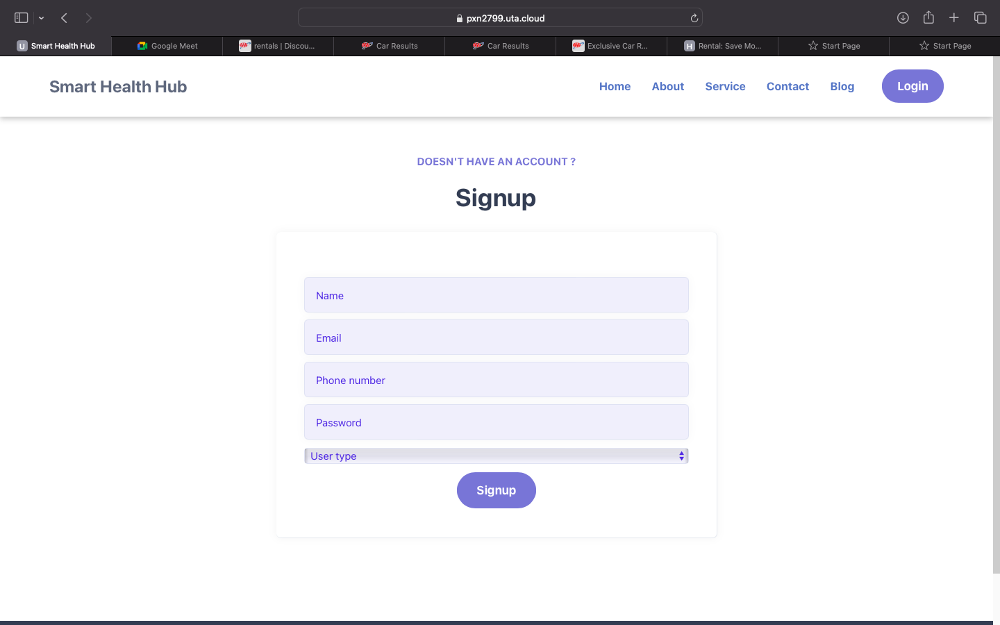 pxn2799.uta.cloud
U Smart Health Hub
Google Meet
rentals | Discou...
Car Results
Car Results
Exclusive Car R...
H Rental: Save Mo...
Start Page
Start Page
Smart Health Hub
Home
About
Service
Contact
Blog
Login
DOESN'T HAVE AN ACCOUNT ?
Signup
Name
Email
Phone number
Password
User type
Signup